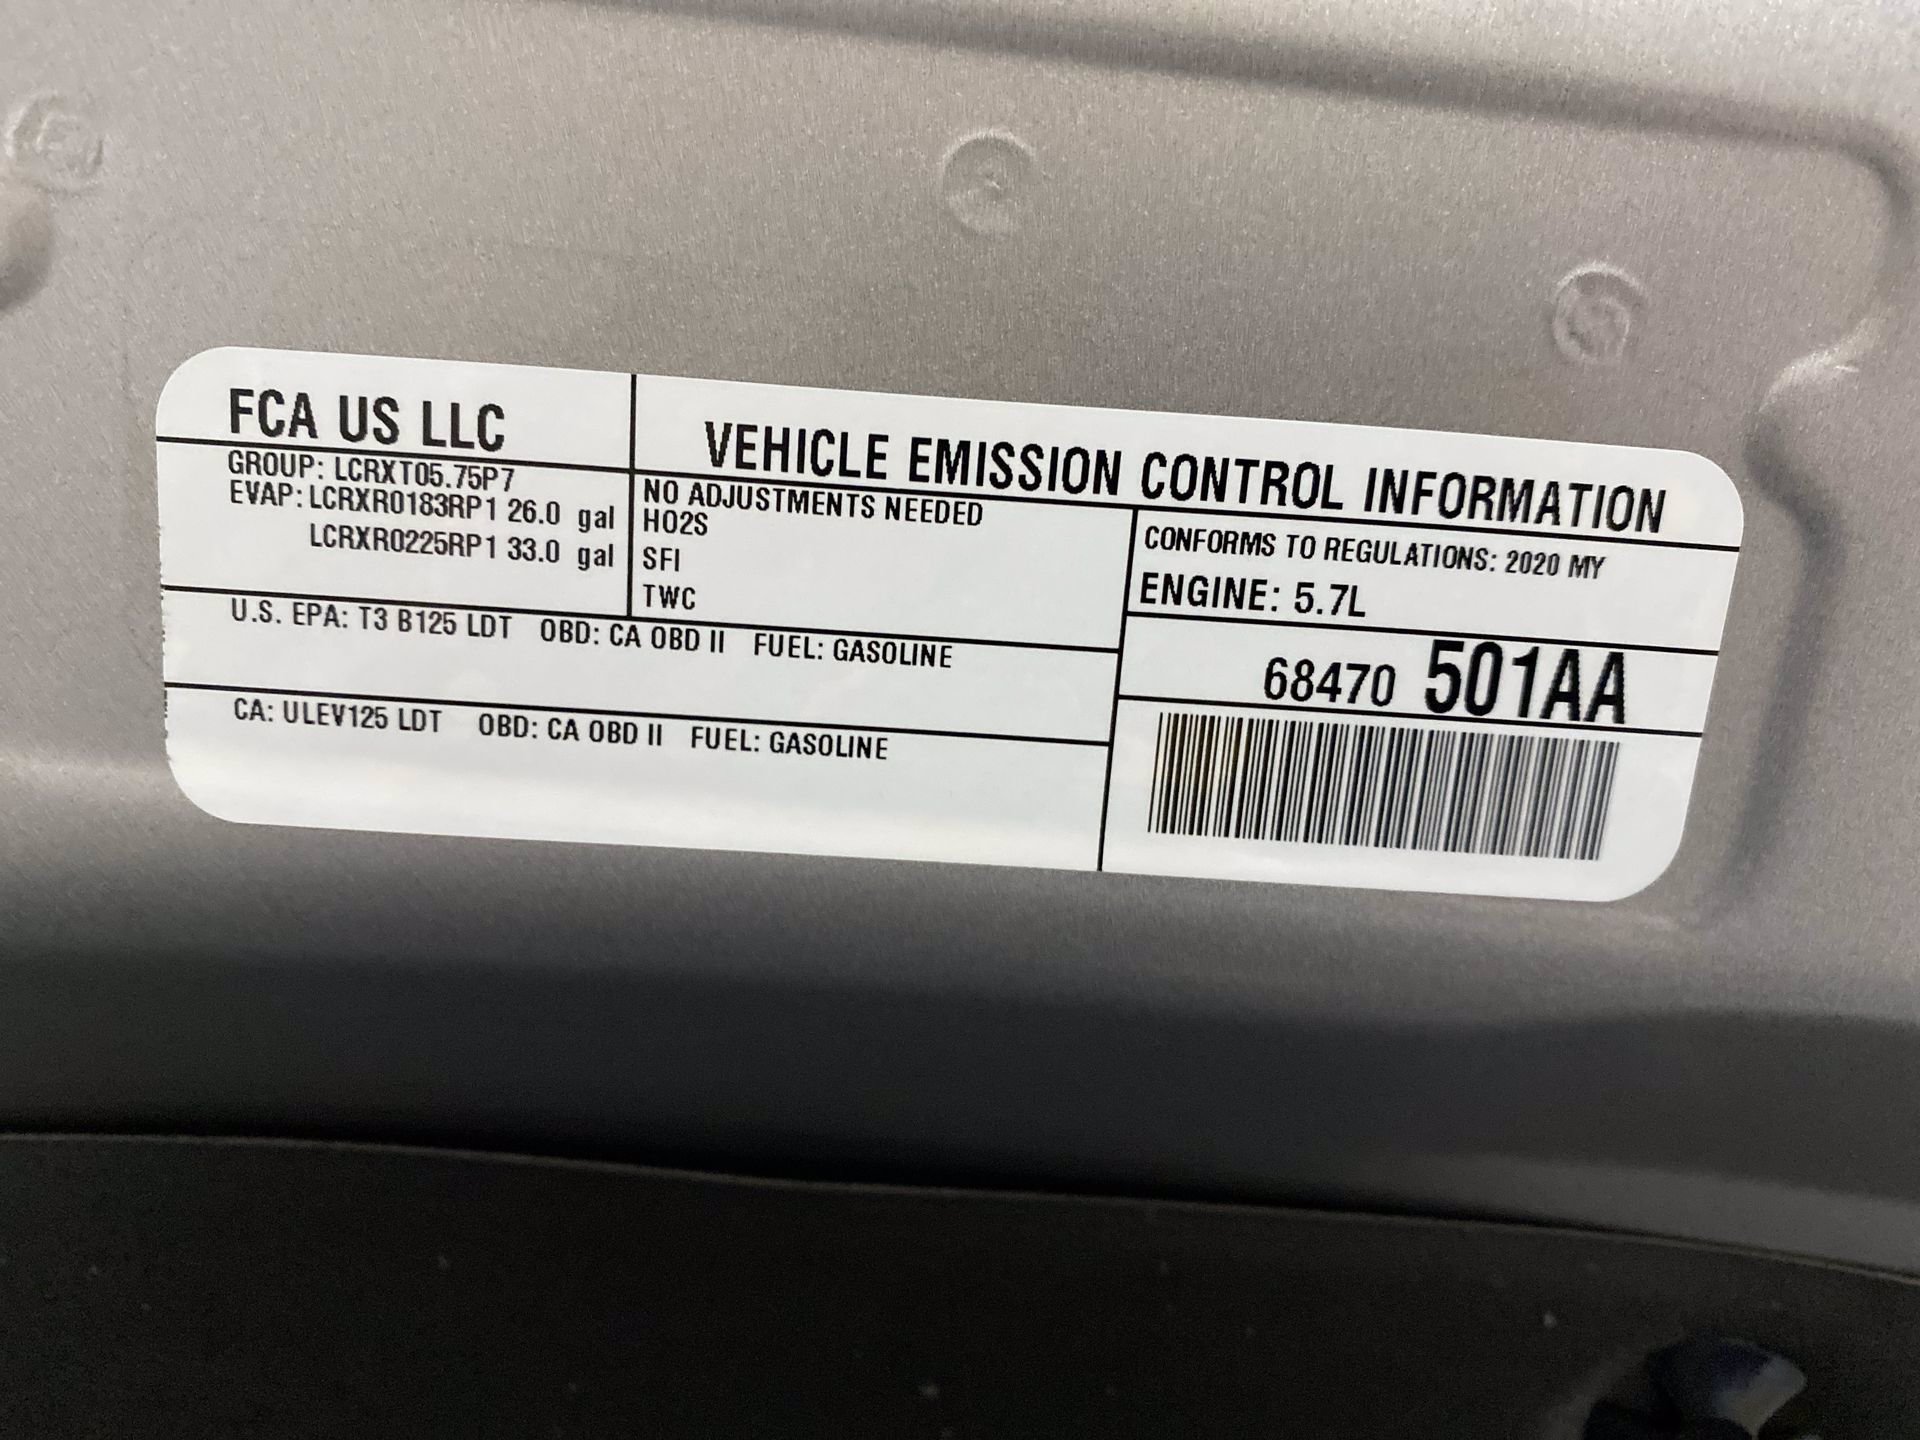 FCA US LLC
VEHICLE EMISSION CONTROL INFORMATION
GROUP: LCRXT05.75P7
EVAP: LCRXR0183RP1 26.0 gal
LCRXR0225RP1 33.0 gal
NO ADJUSTMENTS NEEDED
HO2S
SFI
TWC
CONFORMS TO REGULATIONS: 2020 MY
ENGINE: 5.7L
U.S. EPA: T3 B125 LDT OBD: CA OBD II FUEL: GASOLINE
68470 501AA
CA: ULEV125 LDT OBD: CA OBD II FUEL: GASOLINE